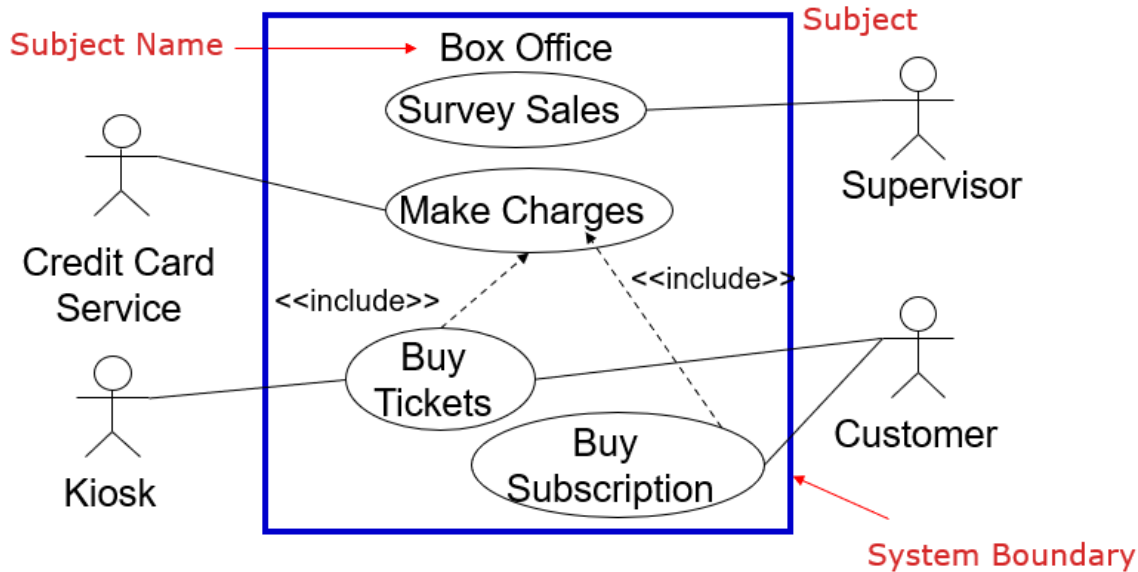 Subject
Subject Name
Box Office
Survey Sales
Supervisor
Make Charges
Credit Card
Service
<<include>>
<<include>>
Buy
Tickets
Customer
Buy
Subscription
Kiosk
System Boundary